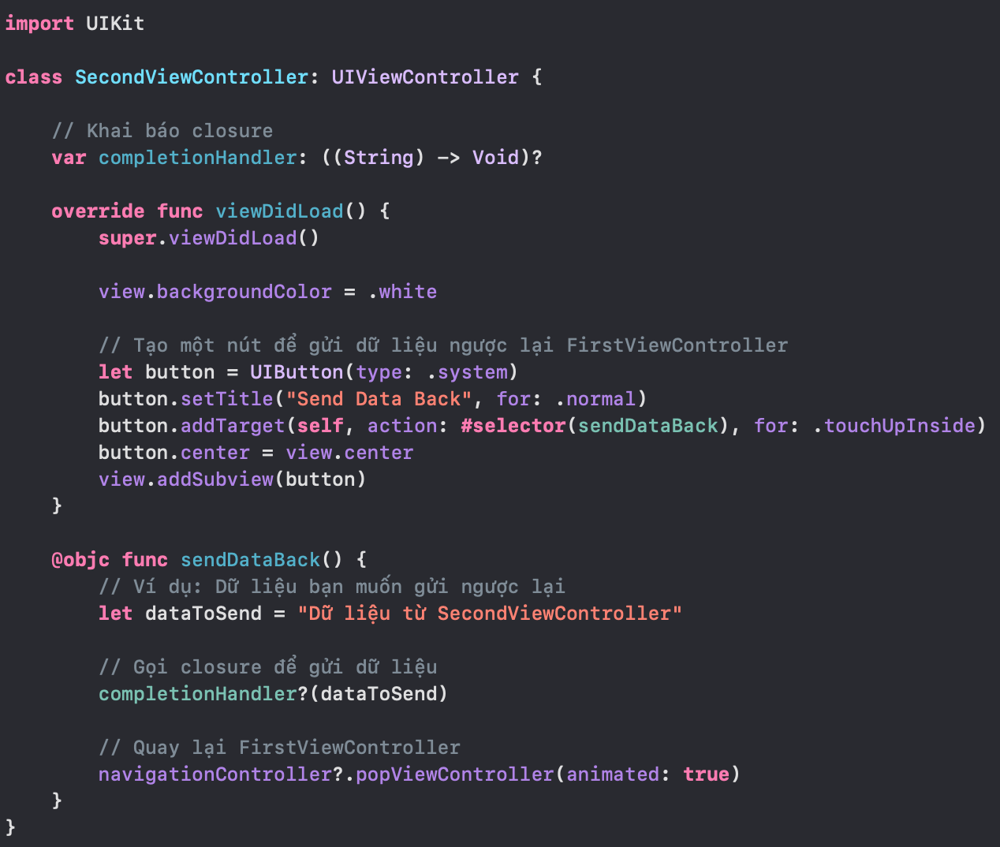 import UIKit
class SecondViewController: UIViewController {
// Khai báo closure
var completionHandler: ((String) -> Void)?
override func viewDidLoad() {
super.viewDidLoad()
view.backgroundColor = .white
// Tạo một nút để gửi dữ liệu ngược lại FirstViewController
let button = UIButton(type: .system)
button.setTitle("Send Data Back", for: .normal)
button.addTarget(self, action: #selector(sendDataBack), for: .touchUpInside)
button.center = view.center
view.addSubview(button)
}
@objc func sendDataBack() {
// Ví dụ: Dữ liệu bạn muốn gửi ngược lại
let dataToSend = "Dữ liệu từ SecondViewController"
// Gọi closure để gửi dữ liệu
completionHandler?(dataToSend)
// Quay lại FirstViewController
navigationController?.popViewController(animated: true)
}
}